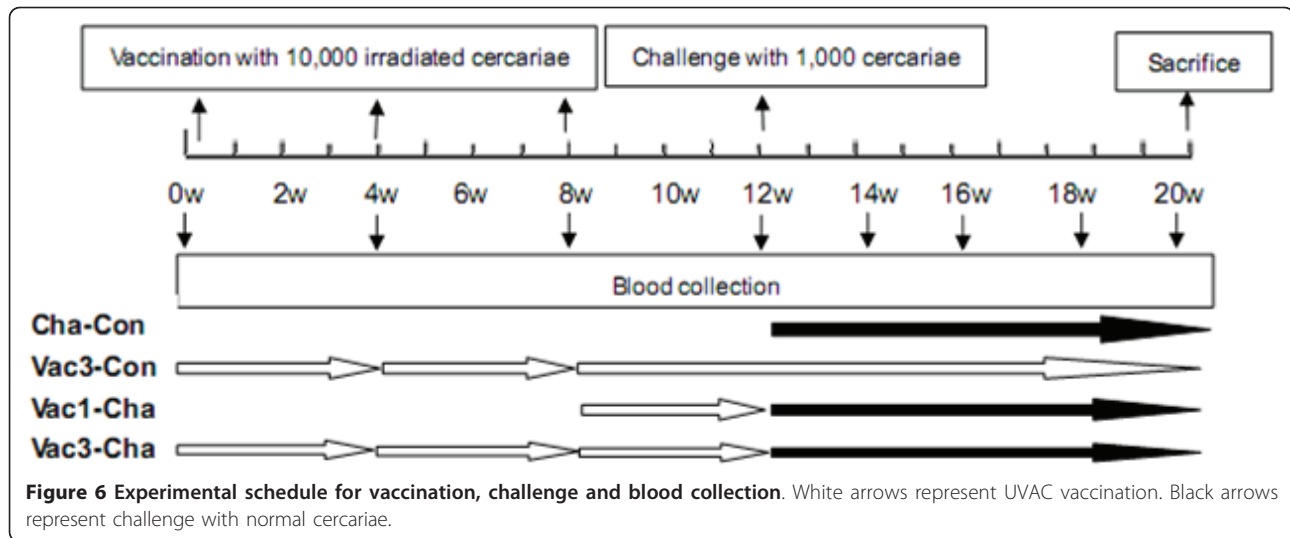 Vaccination with 10,000 irradiated cercariae
Challenge with 1,000 cercariae
Sacrifice
0w 2w 4w 6w 8w 10w 12w 14w 16w 18w 20w
Blood collection
Cha-Con
Vac3-Con
Vac1-Cha
Vac3-Cha
Figure 6 Experimental schedule for vaccination, challenge and blood collection. White arrows represent UVAC vaccination. Black arrows
represent challenge with normal cercariae.